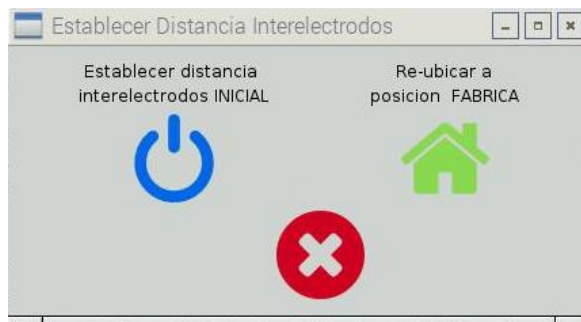 Establecer Distancia Interelectrodos
Establecer distancia
interelectrodos INICIAL
Re-ubicar a
posicion FABRICA